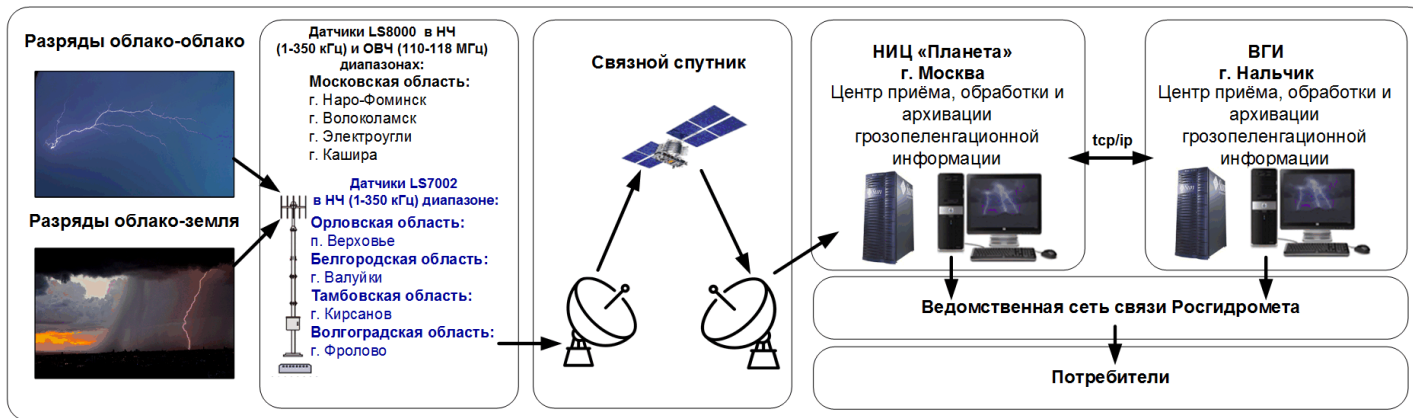 Разряды облако-облако
Разряды облако-земля
Датчики LS8000 в НЧ
(1-350 кГц) и ОВЧ (110-118 МГц)
диапазонах:
Московская область:
г. Наро-Фоминск
г. Волоколамск
г. Электроугли
г. Кашира
Датчики LS7002
в НЧ (1-350 кГц) диапазоне:
Орловская область:
п. Верховье
Белгородская область:
г. Валуйки
Тамбовская область:
г. Кирсанов
Волгоградская область:
г. Фролово
Связной спутник
НИЦ «Планета»
г. Москва
Центр приёма, обработки и
архивации
грозопеленгационной
информации
tcp/ip
ВГИ
г. Нальчик
Центр приёма, обработки и
архивации
грозопеленгационной
информации
Ведомственная сеть связи Росгидромета
Потребители